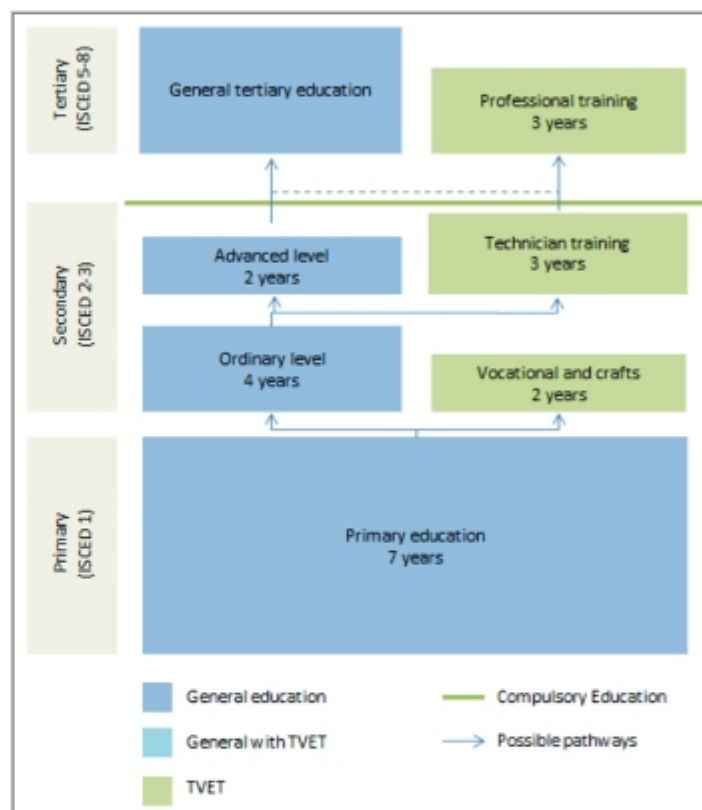 Tertiary
(ISCED 5-8)
General tertiary education
Professional training
3 years
Secondary
(ISCED 2-3)
Advanced level
2 years
Technician training
3 years
Ordinary level
4 years
Vocational and crafts
2 years
Primary
(ISCED 1)
Primary education
7 years
General education
Compulsory Education
General with TVET
Possible pathways
TVET